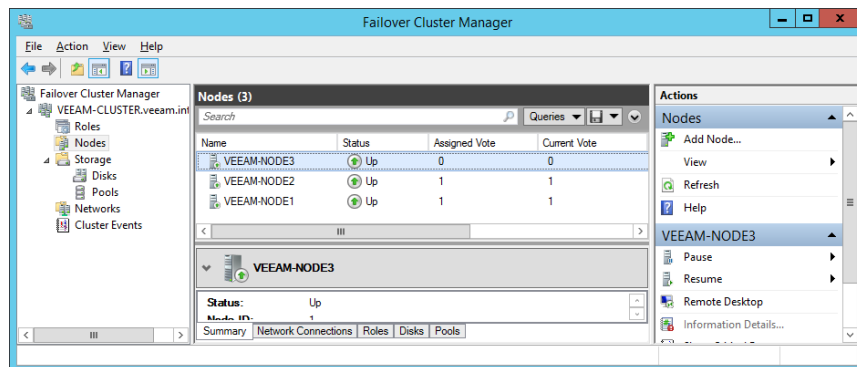 Failover Cluster Manager
File Action View Help
Failover Cluster Manager
VEEAM-CLUSTER.veeam.int
Roles
Nodes
Storage
Disks
Pools
Networks
Cluster Events
Nodes (3)
Search Queries
Name Status Assigned Vote Current Vote
VEEAM-NODE3 Up 0 0
VEEAM-NODE2 Up 1 1
VEEAM-NODE1 Up 1 1
VEEAM-NODE3
Status: Up
Node ID: 1
Summary Network Connections Roles Disks Pools
Actions
Nodes
Add Node...
View
Refresh
Help
VEEAM-NODE3
Pause
Resume
Remote Desktop
Information Details...